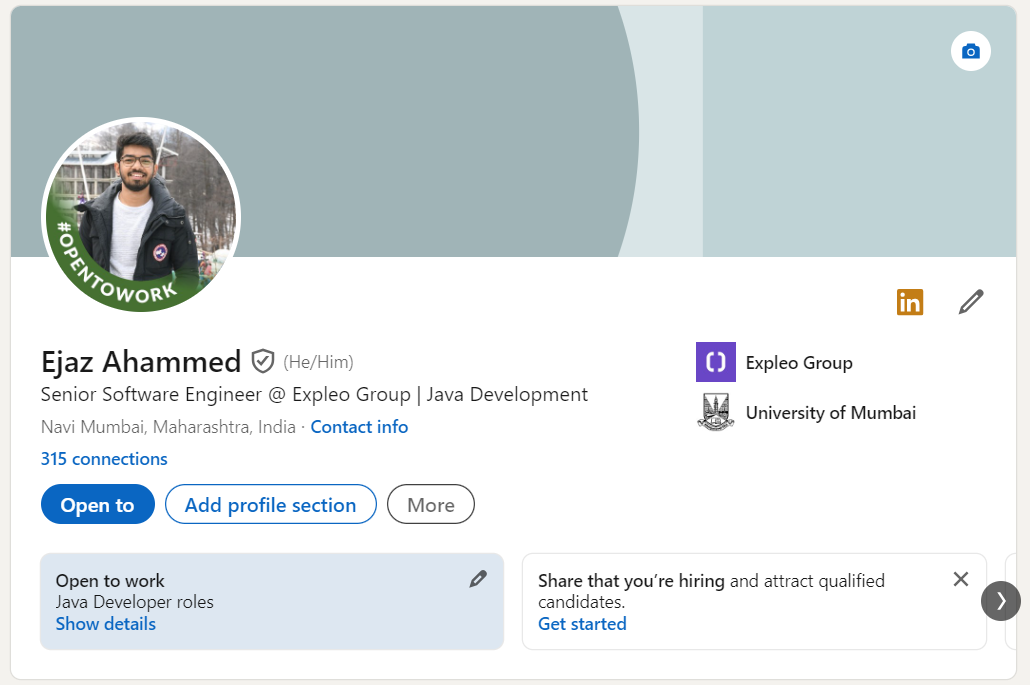 #OPENTOWORK
in
Ejaz Ahammed (He/Him)
Senior Software Engineer @ Expleo Group | Java Development
Navi Mumbai, Maharashtra, India · Contact info
315 connections
Expleo Group
University of Mumbai
Open to
Add profile section
More
Open to work
Java Developer roles
Show details
Share that you’re hiring and attract qualified
candidates.
Get started